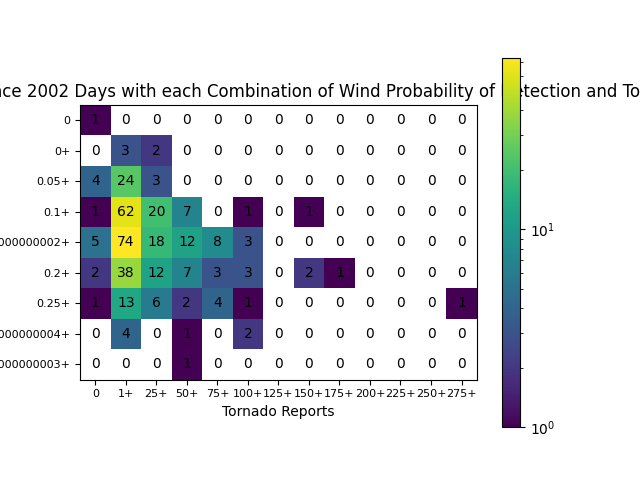 nce 2002 Days with each Combination of Wind Probability of Detection and To
0 1 0 0 0 0 0 0 0 0 0 0 0 0
0+ 0 3 2 0 0 0 0 0 0 0 0 0 0
0.05+ 4 24 3 0 0 0 0 0 0 0 0 0 0
0.1+ 1 62 20 7 0 1 0 1 0 0 0 0 0
000000002+ 5 74 18 12 8 3 0 0 0 0 0 0 0
0.2+ 2 38 12 7 3 3 0 2 1 0 0 0 0
0.25+ 1 13 6 2 4 1 0 0 0 0 0 0 1
000000004+ 0 4 0 1 0 2 0 0 0 0 0 0 0
000000003+ 0 0 0 1 0 0 0 0 0 0 0 0 0
0 1+ 25+ 50+ 75+ 100+ 125+ 150+ 175+ 200+ 225+ 250+ 275+
Tornado Reports
10¹
10⁰